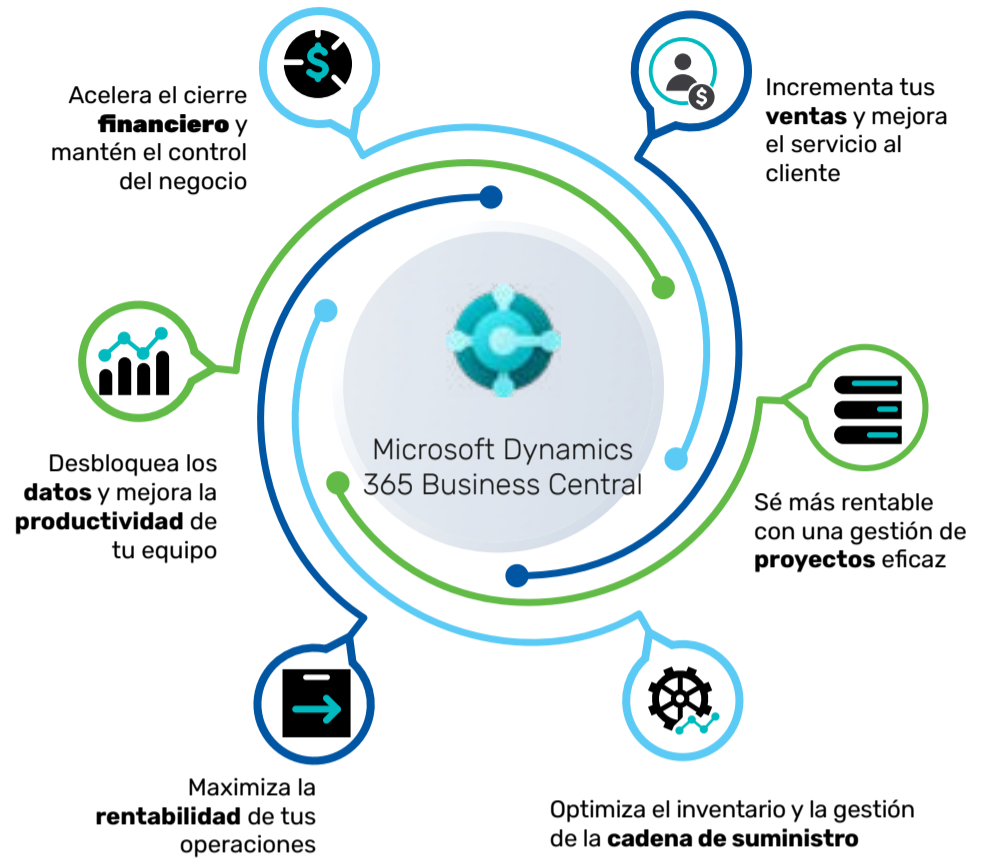 Acelera el cierre
financiero y
mantén el control
del negocio
Incrementa tus
ventas y mejora
el servicio al
cliente
Microsoft Dynamics
365 Business Central
Desbloquea los
datos y mejora la
productividad de
tu equipo
Sé más rentable
con una gestión de
proyectos eficaz
Maximiza la
rentabilidad de tus
operaciones
Optimiza el inventario y la gestión
de la cadena de suministro